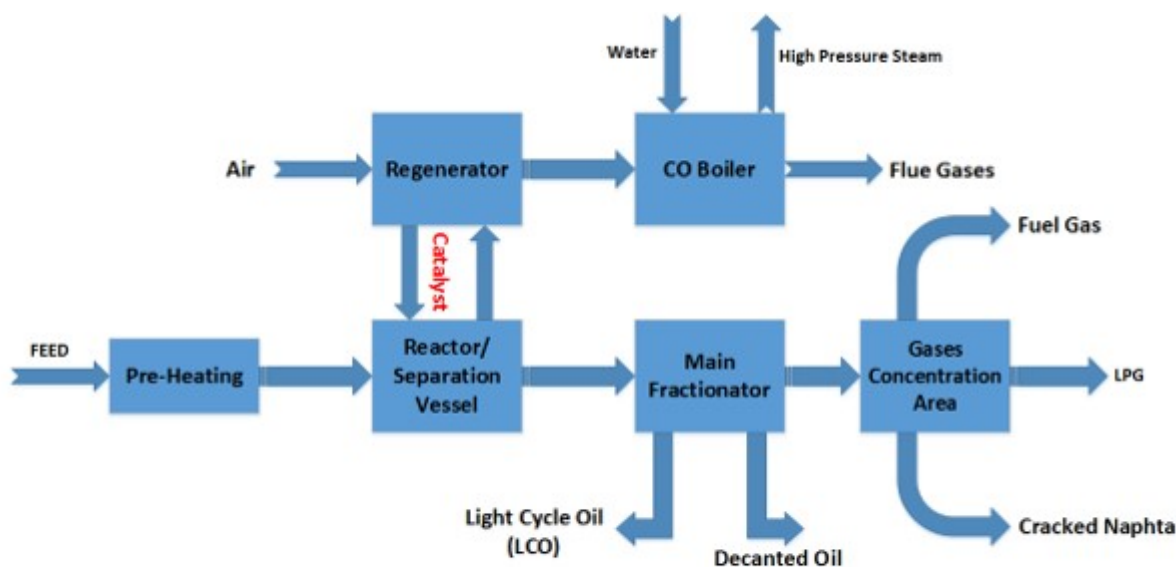 Water
High Pressure Steam
Air
Regenerator
CO Boiler
Flue Gases
Catalyst
Fuel Gas
FEED
Pre-Heating
Reactor/
Separation
Vessel
Main
Fractionator
Gases
Concentration
Area
LPG
Light Cycle Oil
(LCO)
Decanted Oil
Cracked Naphta